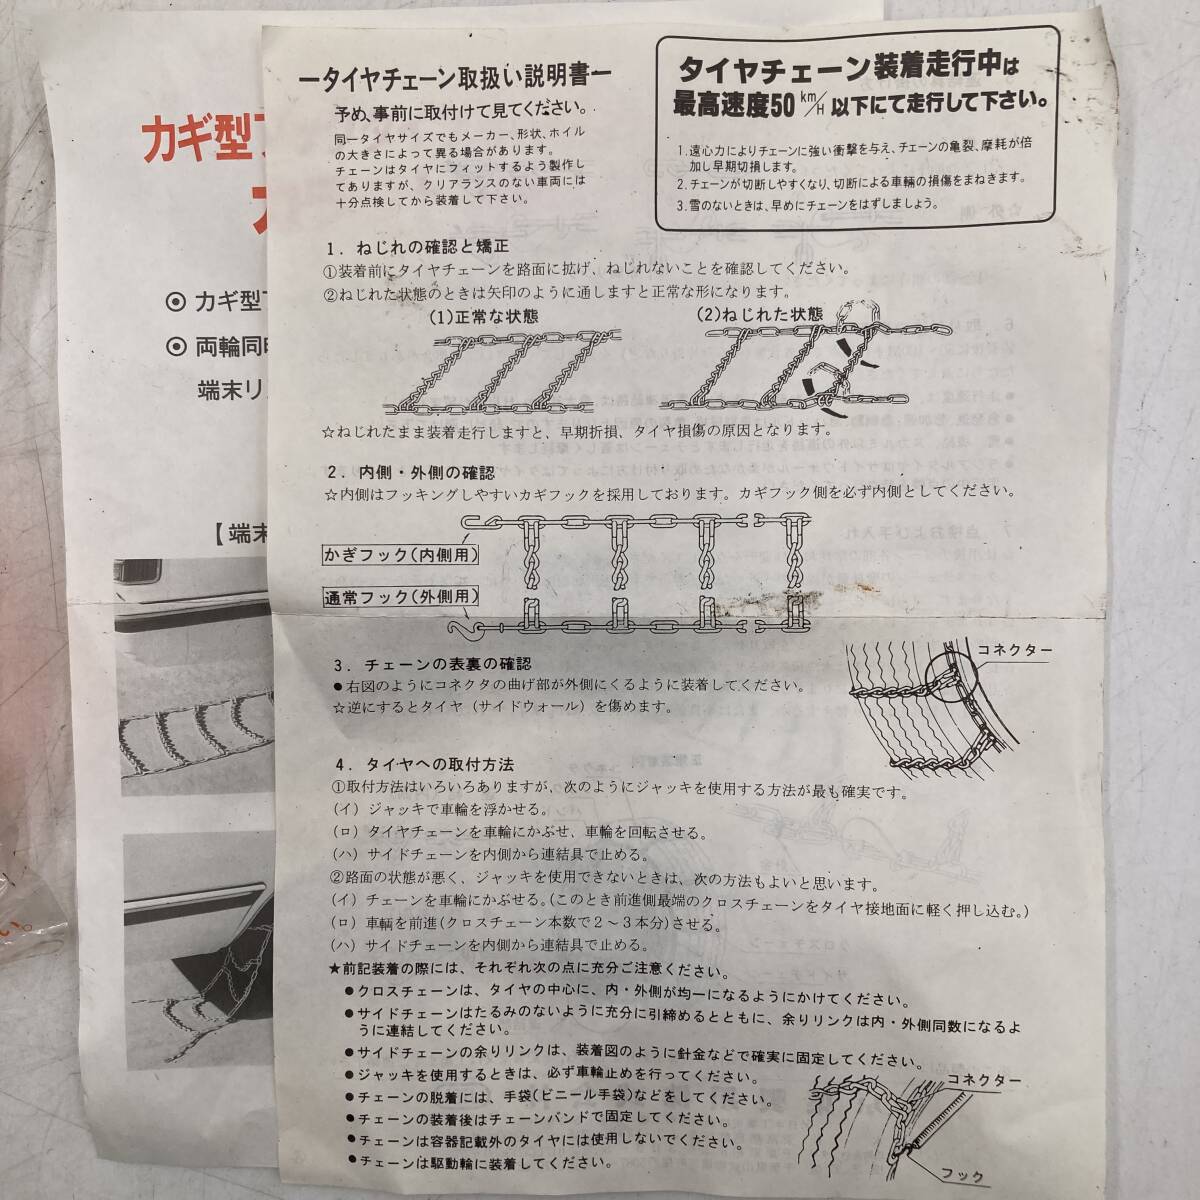 ータイヤチェーン取扱い説明書ー
予め、事前に取付けて見てください。
同一タイヤサイズでもメーカー、形状、ホイル
の大きさによって異る場合があります。
チェーンはタイヤにフィットするよう製作し
てありますが、クリアランスのない車両には
十分点検してから装着して下さい。
タイヤチェーン装着走行中は
最高速度50km/H以下にて走行して下さい。
1.遠心力によりチェーンに強い衝撃を与え、チェーンの亀裂、摩耗が倍
加し早期切損します。
2.チェーンが切断しやすくなり、切断による車輛の損傷をまねきます。
3.雪のないときは、早めにチェーンをはずしましょう。
1．ねじれの確認と矯正
①装着前にタイヤチェーンを路面に拡げ、ねじれないことを確認してください。
②ねじれた状態のときは矢印のように通しますと正常な形になります。
(1)正常な状態
(2)ねじれた状態
☆ねじれたまま装着走行しますと、早期折損、タイヤ損傷の原因となります。
2．内側・外側の確認
☆内側はフッキングしやすいカギフックを採用しております。カギフック側を必ず内側としてください。
かぎフック(内側用)
通常フック(外側用)
3．チェーンの表裏の確認
●右図のようにコネクタの曲げ部が外側にくるように装着してください。
☆逆にするとタイヤ（サイドウォール）を傷めます。
コネクター
4．タイヤへの取付方法
①取付方法はいろいろありますが、次のようにジャッキを使用する方法が最も確実です。
(イ）ジャッキで車輪を浮かせる。
(ロ）タイヤチェーンを車輪にかぶせ、車輪を回転させる。
(ハ）サイドチェーンを内側から連結具で止める。
②路面の状態が悪く、ジャッキを使用できないときは、次の方法もよいと思います。
(イ）チェーンを車輪にかぶせる。(このとき前進側最端のクロスチェーンをタイヤ接地面に軽く押し込む。)
(ロ）車輌を前進(クロスチェーン本数で２～３本分)させる。
(ハ）サイドチェーンを内側から連結具で止める。
★前記装着の際には、それぞれ次の点に充分ご注意ください。
●クロスチェーンは、タイヤの中心に、内・外側が均一になるようにかけてください。
●サイドチェーンはたるみのないように充分に引締めるとともに、余りリンクは内・外側同数になるよ
うに連結してください。
●サイドチェーンの余りリンクは、装着図のように針金などで確実に固定してください。
●ジャッキを使用するときは、必ず車輪止めを行ってください。
●チェーンの脱着には、手袋(ビニール手袋)などをしてください。
●チェーンの装着後はチェーンバンドで固定してください。
●チェーンは容器記載外のタイヤには使用しないでください。
●チェーンは駆動輪に装着してください。
コネクター
フック
カギ型
◎ カギ型
◎ 両輪同
端末リ
【端末
い。